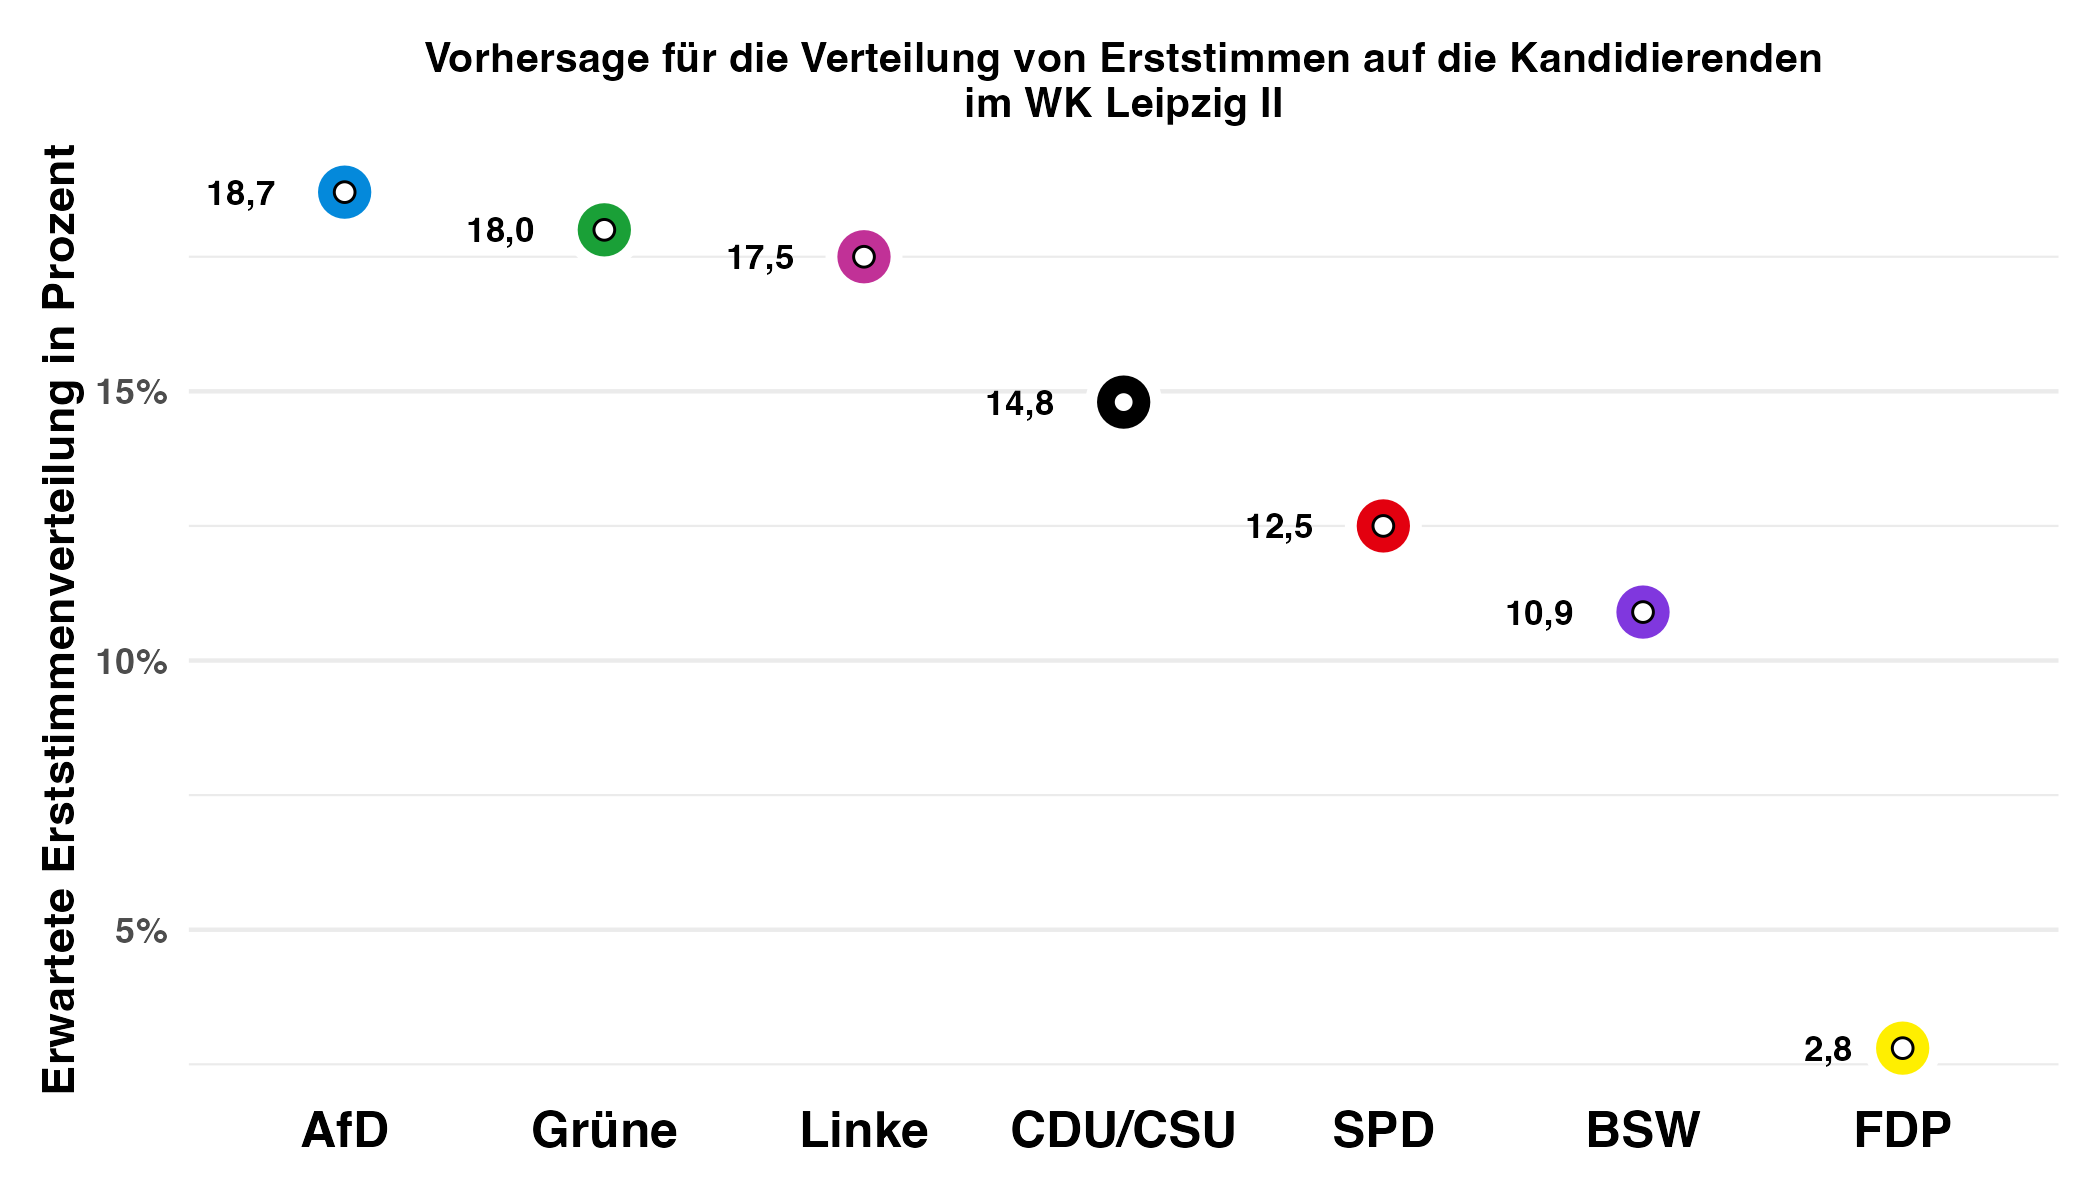 Vorhersage für die Verteilung von Erststimmen auf die Kandidierenden
im WK Leipzig II
Erwartete Erststimmenverteilung in Prozent
18,7
18,0
17,5
15%
14,8
12,5
10,9
10%
5%
2,8
AfD Grüne Linke CDU/CSU SPD BSW FDP